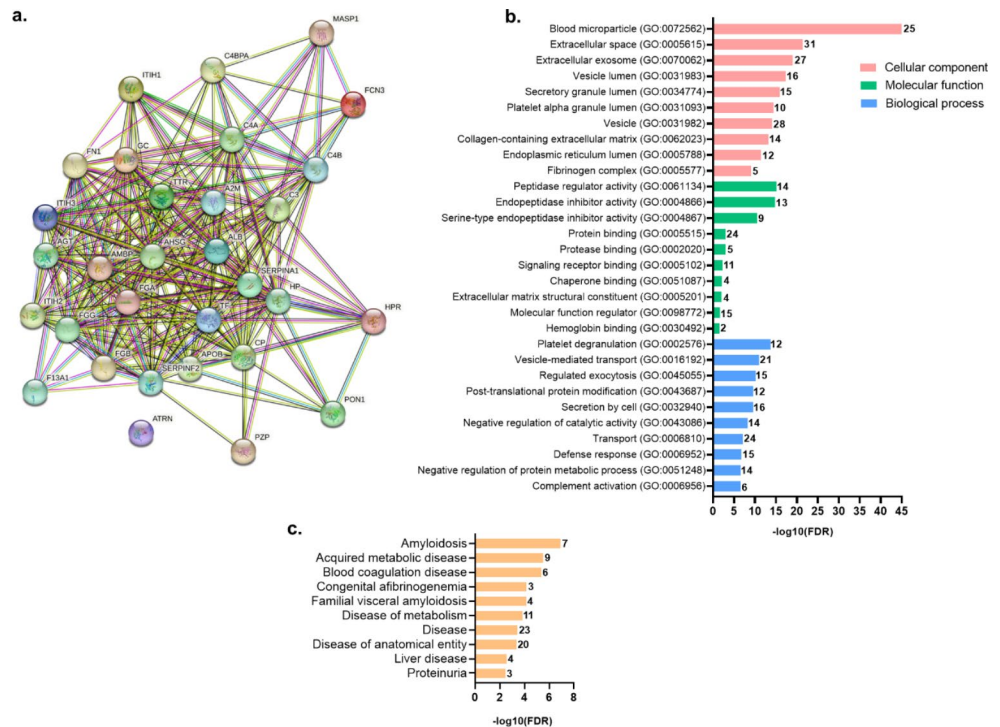 a.
MASP1
C4BPA
ITIH1
FCN3
C4A
FN1
GC
C4B
TTR
A2M
C3
ITIH3
AGT
AHSG
ALB
AMBP
SERPINA1
FGA
HP
ITIH2
TF
HPR
FGG
CP
FGB
APOB
SERPINF2
F13A1
PON1
ATRN
PZP
b.
Blood microparticle (GO:0072562) 25
Extracellular space (GO:0005615) 31
Extracellular exosome (GO:0070062) 27
Vesicle lumen (GO:0031983) 16
Secretory granule lumen (GO:0034774) 15
Platelet alpha granule lumen (GO:0031093) 10
Vesicle (GO:0031982) 28
Collagen-containing extracellular matrix (GO:0062023) 14
Endoplasmic reticulum lumen (GO:0005788) 12
Fibrinogen complex (GO:0005577) 5
Peptidase regulator activity (GO:0061134) 14
Endopeptidase inhibitor activity (GO:0004866) 13
Serine-type endopeptidase inhibitor activity (GO:0004867) 9
Protein binding (GO:0005515) 24
Protease binding (GO:0002020) 5
Signaling receptor binding (GO:0005102) 11
Chaperone binding (GO:0051087) 4
Extracellular matrix structural constituent (GO:0005201) 4
Molecular function regulator (GO:0098772) 15
Hemoglobin binding (GO:0030492) 2
Platelet degranulation (GO:0002576) 12
Vesicle-mediated transport (GO:0016192) 21
Regulated exocytosis (GO:0045055) 15
Post-translational protein modification (GO:0043687) 12
Secretion by cell (GO:0032940) 16
Negative regulation of catalytic activity (GO:0043086) 14
Transport (GO:0006810) 24
Defense response (GO:0006952) 15
Negative regulation of protein metabolic process (GO:0051248) 14
Complement activation (GO:0006956) 6
0 5 10 15 20 25 30 35 40 45
-log10(FDR)
Cellular component
Molecular function
Biological process
c.
Amyloidosis 7
Acquired metabolic disease 9
Blood coagulation disease 6
Congenital afibrinogenemia 3
Familial visceral amyloidosis 4
Disease of metabolism 11
Disease 23
Disease of anatomical entity 20
Liver disease 4
Proteinuria 3
0 2 4 6 8
-log10(FDR)